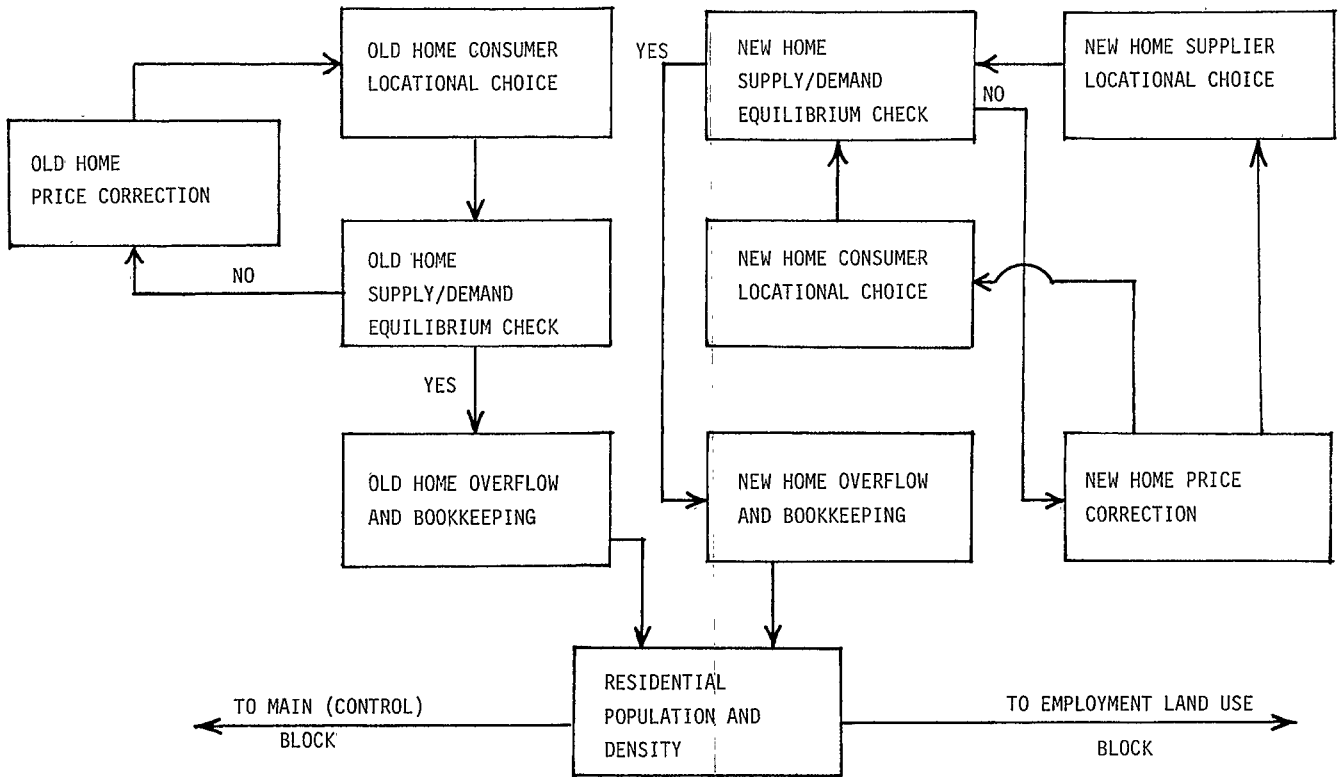 OLD HOME CONSUMER
LOCATIONAL CHOICE
YES
NEW HOME
SUPPLY/DEMAND
EQUILIBRIUM CHECK
NO
NEW HOME SUPPLIER
LOCATIONAL CHOICE
OLD HOME
PRICE CORRECTION
NO
OLD HOME
SUPPLY/DEMAND
EQUILIBRIUM CHECK
NEW HOME CONSUMER
LOCATIONAL CHOICE
YES
OLD HOME OVERFLOW
AND BOOKKEEPING
NEW HOME OVERFLOW
AND BOOKKEEPING
NEW HOME PRICE
CORRECTION
RESIDENTIAL
POPULATION AND
DENSITY
TO MAIN (CONTROL)
BLOCK
TO EMPLOYMENT LAND USE
BLOCK